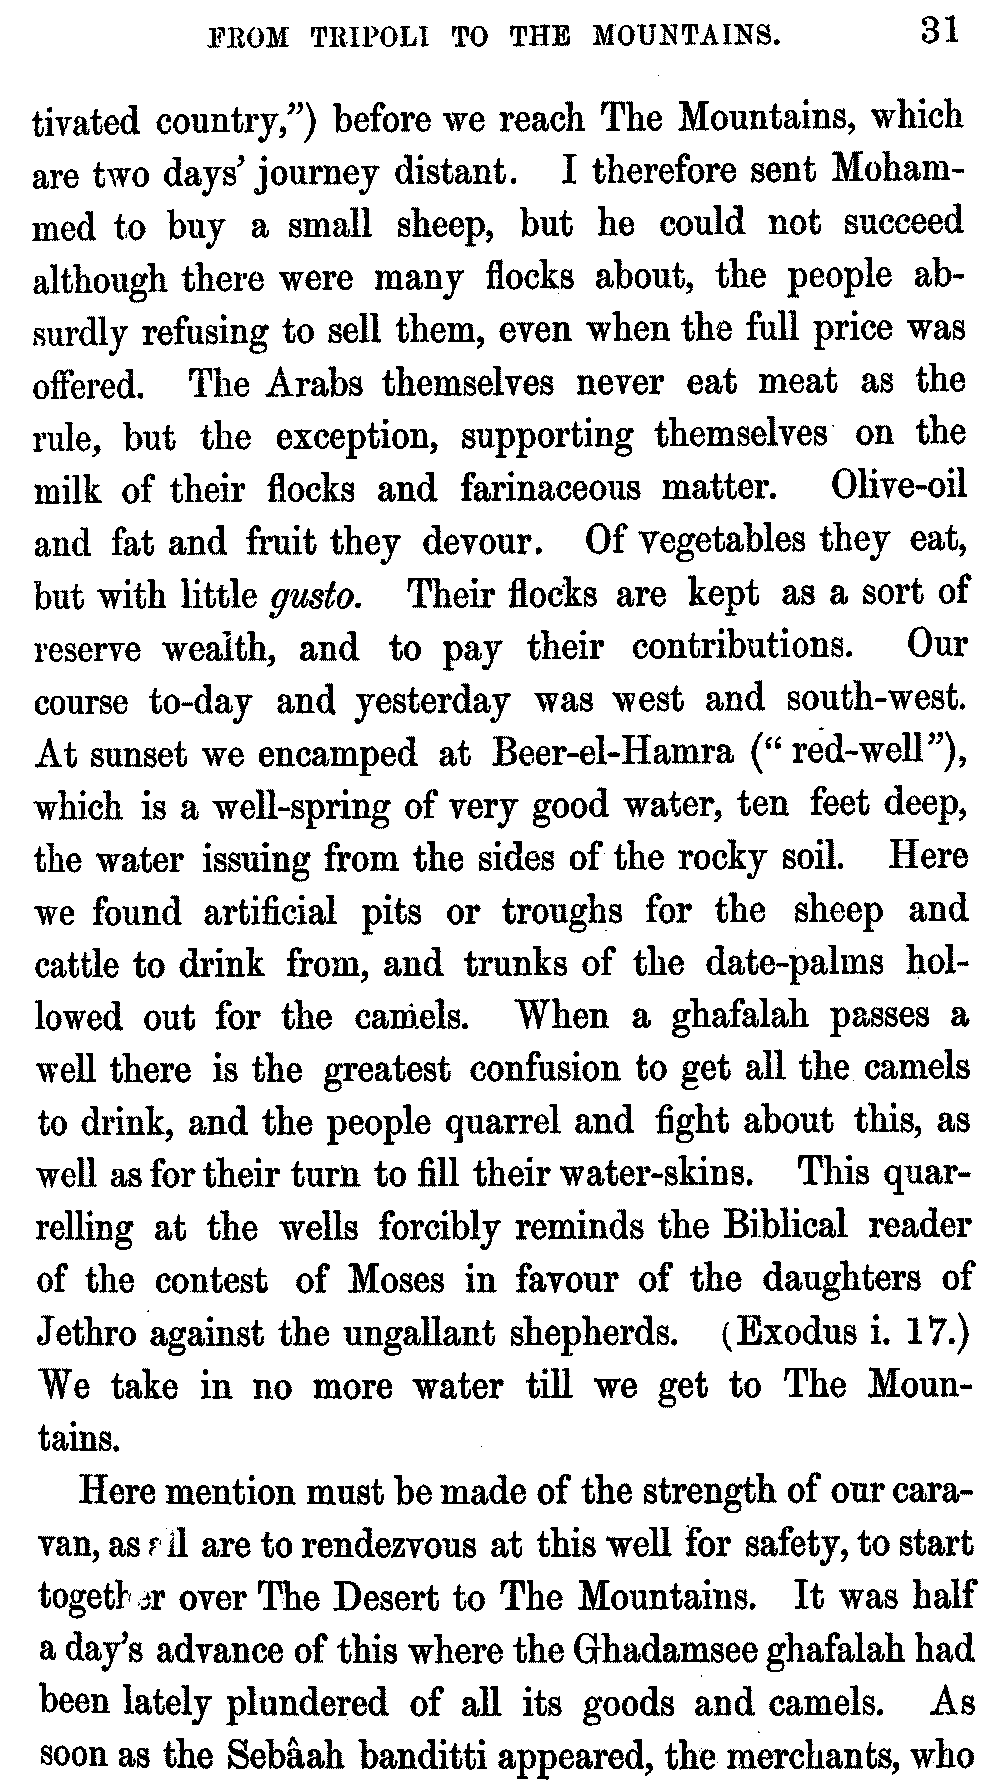 FROM TRIPOLI TO THE MOUNTAINS. 31
tivated country,") before we reach The Mountains, which
are two days' journey distant. I therefore sent Moham-
med to buy a small sheep, but he could not succeed
although there were many flocks about, the people ab-
surdly refusing to sell them, even when the full price was
offered. The Arabs themselves never eat meat as the
rule, but the exception, supporting themselves on the
milk of their flocks and farinaceous matter. Olive-oil
and fat and fruit they devour. Of vegetables they eat,
but with little gusto. Their flocks are kept as a sort of
reserve wealth, and to pay their contributions. Our
course to-day and yesterday was west and south-west.
At sunset we encamped at Beer-el-Hamra (" red-well"),
which is a well-spring of very good water, ten feet deep,
the water issuing from the sides of the rocky soil. Here
we found artificial pits or troughs for the sheep and
cattle to drink from, and trunks of the date-palms hol-
lowed out for the camels. When a ghafalah passes a
well there is the greatest confusion to get all the camels
to drink, and the people quarrel and fight about this, as
well as for their turn to fill their water-skins. This quar-
relling at the wells forcibly reminds the Biblical reader
of the contest of Moses in favour of the daughters of
Jethro against the ungallant shepherds. (Exodus i. 17.)
We take in no more water till we get to The Moun-
tains.
Here mention must be made of the strength of our cara-
van, as all are to rendezvous at this well for safety, to start
together over The Desert to The Mountains. It was half
a day's advance of this where the Ghadamsee ghafalah had
been lately plundered of all its goods and camels. As
soon as the Sebâah banditti appeared, the merchants, who